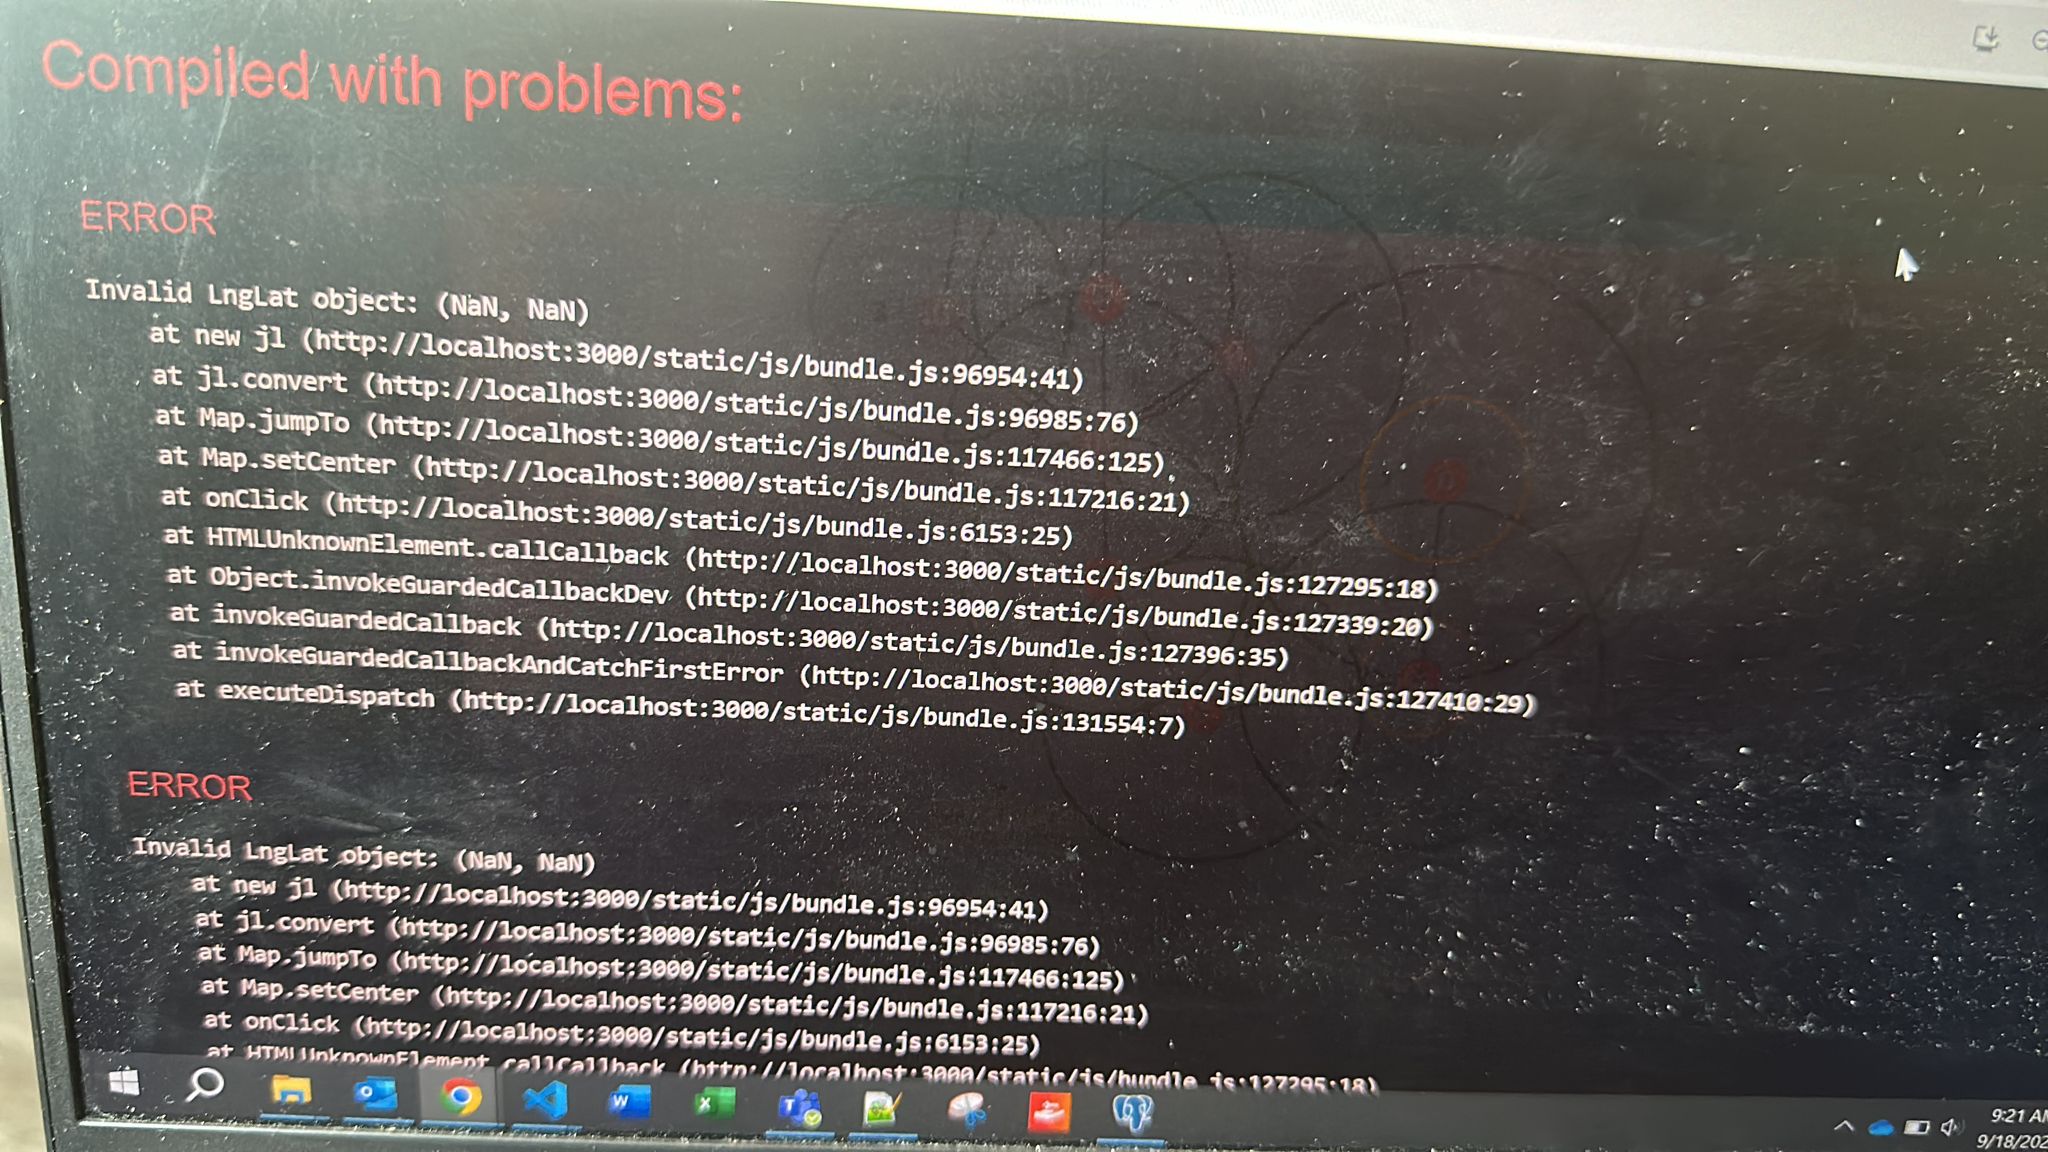 Compiled with problems:
ERROR
Invalid LngLat object: (NaN, NaN)
at new jl (http://localhost:3000/static/js/bundle.js:96954:41)
at jl.convert (http://localhost:3000/static/js/bundle.js:96985:76)
at Map.jumpTo (http://localhost:3000/static/js/bundle.js:117466:125)
at Map.setCenter (http://localhost:3000/static/js/bundle.js:117216:21)
at onClick (http://localhost:3000/static/js/bundle.js:6153:25)
at HTMLUnknownElement.callCallback (http://localhost:3000/static/js/bundle.js:127295:18)
at Object.invokeGuardedCallbackDev (http://localhost:3000/static/js/bundle.js:127339:20)
at invokeGuardedCallback (http://localhost:3000/static/js/bundle.js:127396:35)
at invokeGuardedCallbackAndCatchFirstError (http://localhost:3000/static/js/bundle.js:127410:29)
at executeDispatch (http://localhost:3000/static/js/bundle.js:131554:7)
ERROR
Invalid LngLat object: (NaN, NaN)
at new jl (http://localhost:3000/static/js/bundle.js:96954:41)
at jl.convert (http://localhost:3000/static/js/bundle.js:96985:76)
at Map.jumpTo (http://localhost:3000/static/js/bundle.js:117466:125)
at Map.setCenter (http://localhost:3000/static/js/bundle.js:117216:21)
at onClick (http://localhost:3000/static/js/bundle.js:6153:25)
at HTMLUnknownElement.callCallback (http://localhost:3000/static/js/bundle.js:127295:18)
9:21 AM
9/18/202